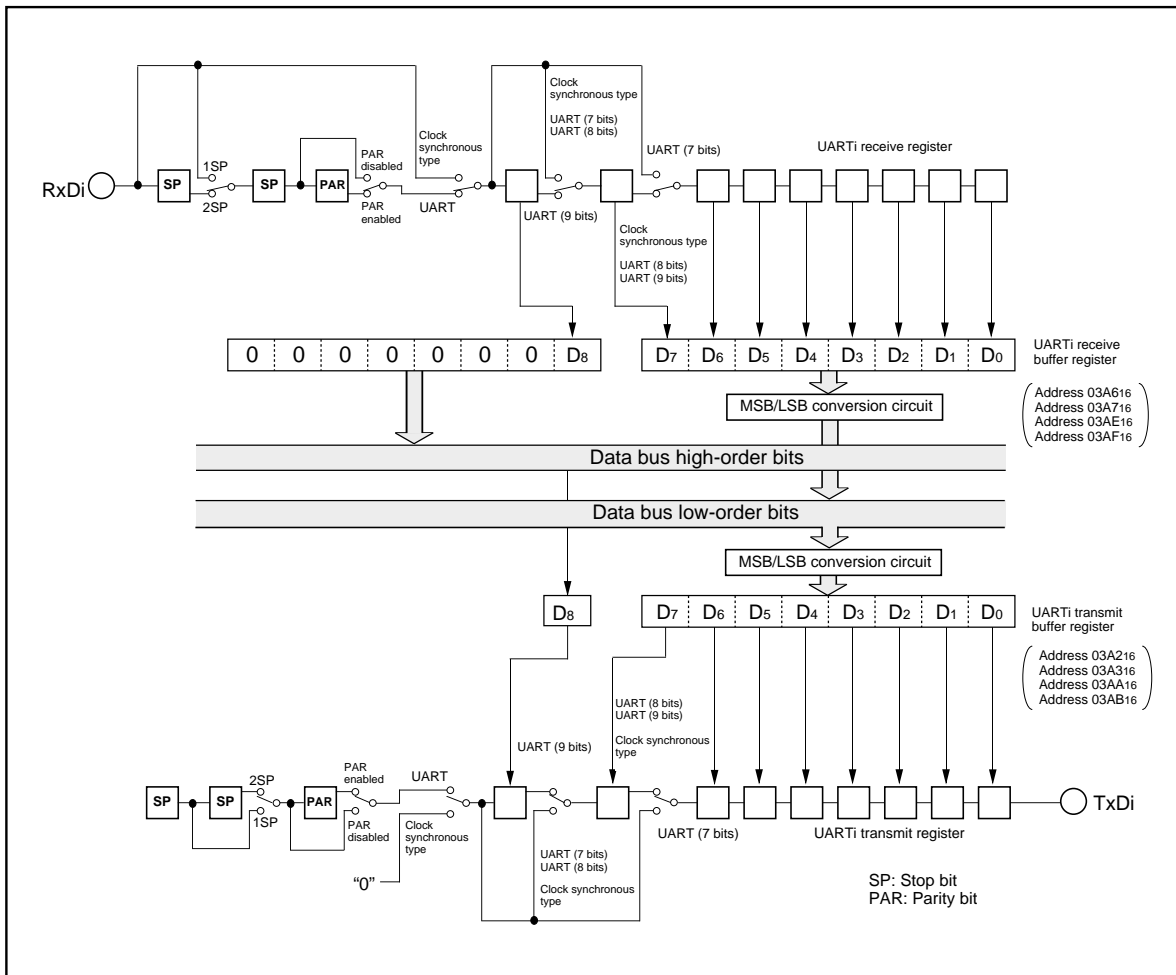 Clock
synchronous type
UART (7 bits)
UART (8 bits)
Clock
synchronous
type
UART (7 bits)
UARTi receive register
PAR
disabled
1SP
RxDi
SP
SP
PAR
2SP
PAR
enabled
UART
UART (9 bits)
Clock
synchronous type
UART (8 bits)
UART (9 bits)
0 0 0 0 0 0 0 D8
D7 D6 D5 D4 D3 D2 D1 D0
UARTi receive
buffer register
MSB/LSB conversion circuit
Address 03A616
Address 03A716
Address 03AE16
Address 03AF16
Data bus high-order bits
Data bus low-order bits
MSB/LSB conversion circuit
D8
D7 D6 D5 D4 D3 D2 D1 D0
UARTi transmit
buffer register
Address 03A216
Address 03A316
Address 03AA16
Address 03AB16
UART (8 bits)
UART (9 bits)
Clock synchronous
type
UART (9 bits)
PAR
enabled
UART
2SP
SP
SP
PAR
TxDi
1SP
PAR
disabled
Clock
synchronous
type
UART (7 bits)
UARTi transmit register
UART (7 bits)
UART (8 bits)
Clock synchronous
type
“0”
SP: Stop bit
PAR: Parity bit